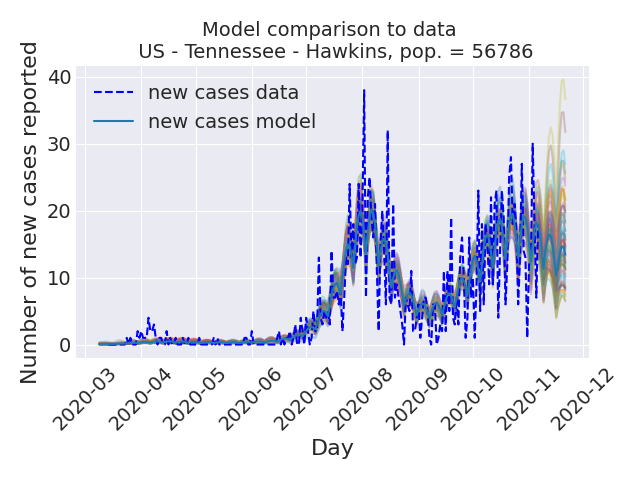 Model comparison to data
US - Tennessee - Hawkins, pop. = 56786
Number of new cases reported
40
30
20
10
0
new cases data
new cases model
2020-03
2020-04
2020-05
2020-06
2020-07
2020-08
2020-09
2020-10
2020-11
2020-12
Day